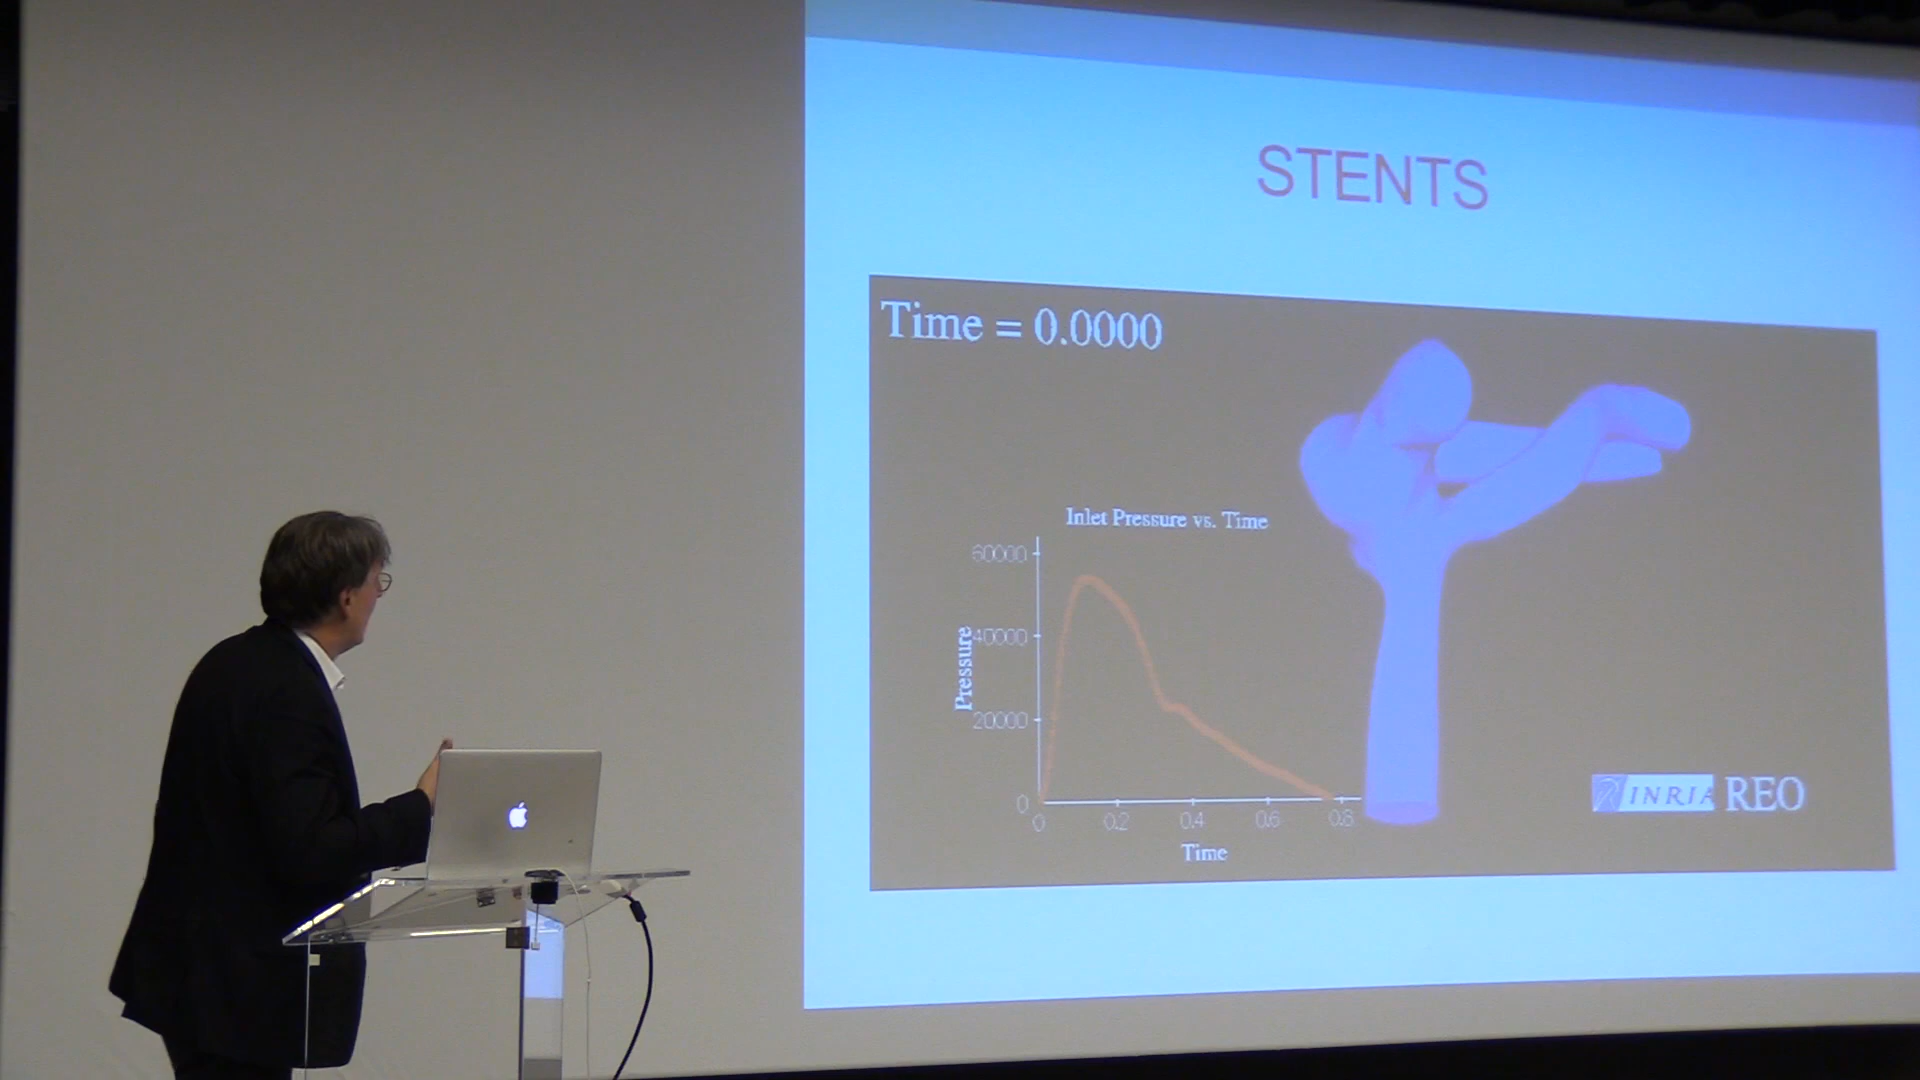 STENTS
Time = 0.0000
Inlet Pressure vs. Time
60000
40000
20000
0
Pressure
0 0.2 0.4 0.6 0.8
Time
INRIA REO